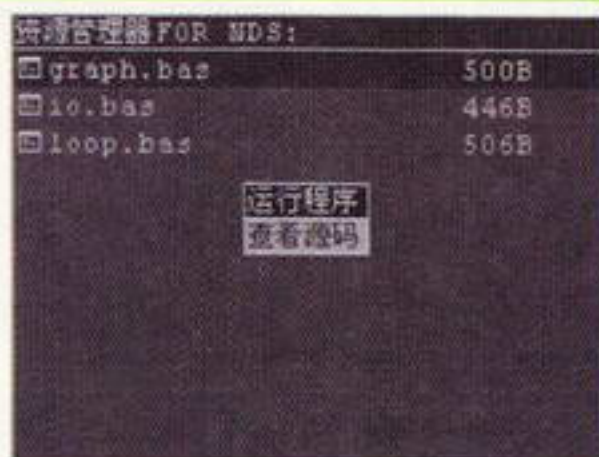 资源管理器FOR NDS:
graph.bas 500B
io.bas 446B
loop.bas 506B
运行程序
查看源码